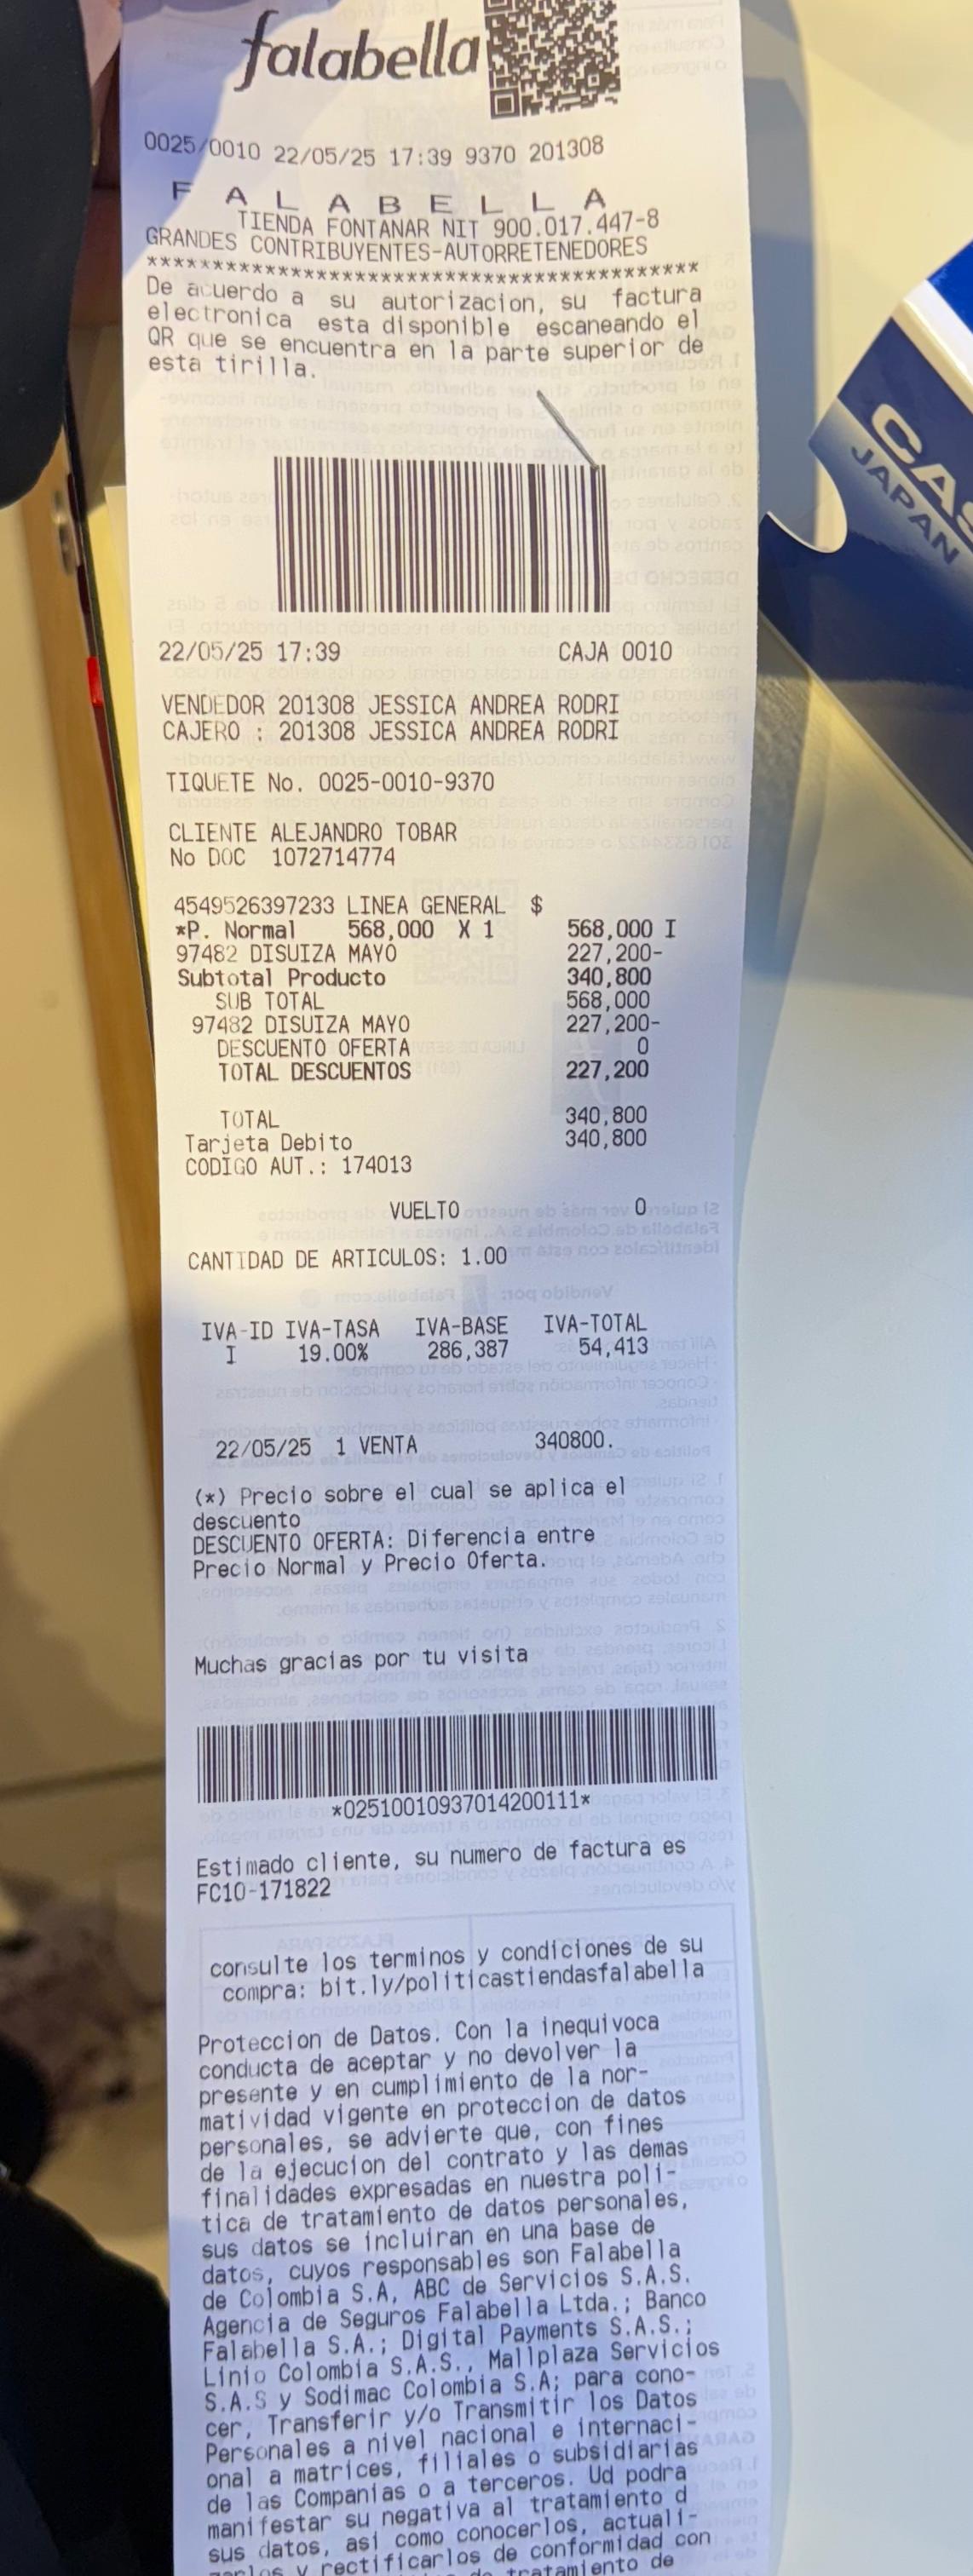 falabella
0025/0010 22/05/25 17:39 9370 201308
F A L A B E L L A
TIENDA FONTANAR NIT 900.017.447-8
GRANDES CONTRIBUYENTES-AUTORRETENEDORES
******************************************
De acuerdo a su autorizacion, su factura
electronica esta disponible escaneando el
QR que se encuentra en la parte superior de
esta tirilla.
CAS
JAPAN
22/05/25 17:39 CAJA 0010
VENDEDOR 201308 JESSICA ANDREA RODRI
CAJERO : 201308 JESSICA ANDREA RODRI
TIQUETE No. 0025-0010-9370
CLIENTE ALEJANDRO TOBAR
No DOC 1072714774
4549526397233 LINEA GENERAL $
*P. Normal 568,000 X 1 568,000 I
97482 DISUIZA MAYO 227,200-
Subtotal Producto 340,800
SUB TOTAL 568,000
97482 DISUIZA MAYO 227,200-
DESCUENTO OFERTA 0
TOTAL DESCUENTOS 227,200
TOTAL 340,800
Tarjeta Debito 340,800
CODIGO AUT.: 174013
VUELTO 0
CANTIDAD DE ARTICULOS: 1.00
IVA-ID IVA-TASA IVA-BASE IVA-TOTAL
I 19.00% 286,387 54,413
22/05/25 1 VENTA 340800.
(*) Precio sobre el cual se aplica el
descuento
DESCUENTO OFERTA: Diferencia entre
Precio Normal y Precio Oferta.
Muchas gracias por tu visita
*02510010937014200111*
Estimado cliente, su numero de factura es
FC10-171822
consulte los terminos y condiciones de su
compra: bit.ly/politicastiendasfalabella
Proteccion de Datos. Con la inequivoca
conducta de aceptar y no devolver la
presente y en cumplimiento de la nor-
matividad vigente en proteccion de datos
personales, se advierte que, con fines
de la ejecucion del contrato y las demas
finalidades expresadas en nuestra poli-
tica de tratamiento de datos personales,
sus datos se incluiran en una base de
datos, cuyos responsables son Falabella
de Colombia S.A, ABC de Servicios S.A.S.
Agencia de Seguros Falabella Ltda.; Banco
Falabella S.A.; Digital Payments S.A.S.;
Linio Colombia S.A.S., Mallplaza Servicios
S.A.S y Sodimac Colombia S.A; para cono-
cer, Transferir y/o Transmitir los Datos
Personales a nivel nacional e internaci-
onal a matrices, filiales o subsidiarias
de las Companias o a terceros. Ud podra
manifestar su negativa al tratamiento d
sus datos, asi como conocerlos, actuali-
y rectificarlos de conformidad con
tratamiento de